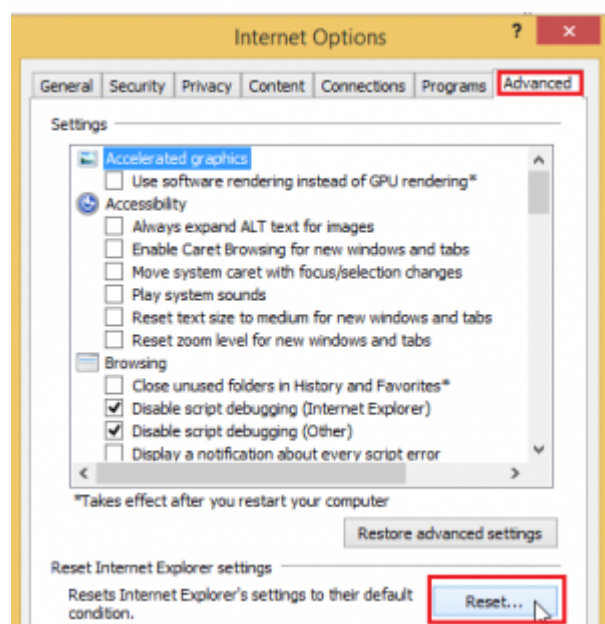 Internet Options
?
×
General Security Privacy Content Connections Programs Advanced
Settings
Accelerated graphics
Use software rendering instead of GPU rendering*
Accessibility
Always expand ALT text for images
Enable Caret Browsing for new windows and tabs
Move system caret with focus/selection changes
Play system sounds
Reset text size to medium for new windows and tabs
Reset zoom level for new windows and tabs
Browsing
Close unused folders in History and Favorites*
Disable script debugging (Internet Explorer)
Disable script debugging (Other)
Display a notification about every script error
*Takes effect after you restart your computer
Restore advanced settings
Reset Internet Explorer settings
Resets Internet Explorer's settings to their default
condition.
Reset...